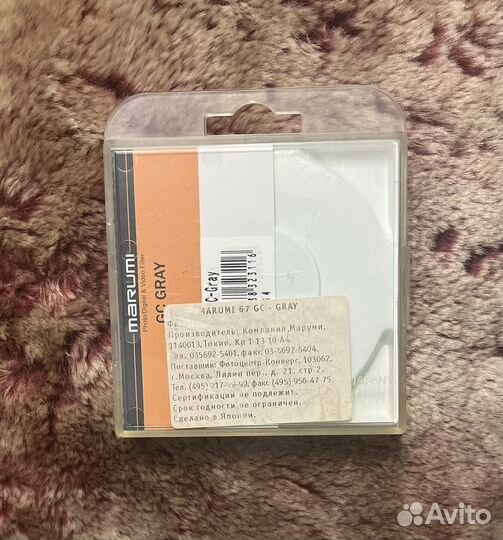 marumi
Photo/Digital & Video Filter
GC GRAY
C-Gray
MARUMI 67 GC - GRAY
Производитель: Компания,Маруми,
1140013,Токио, Ки 1-13-10-А4,
тел. 035692-5401, факс 03-5692-5404.
Поставщик: Фотоцентр Конверс, 103062,
г.Москва, Лялин пер., д. 21, стр 2.
Тел. (495) 917-09-99, факс (495) 956-47-75
Сертификации не подлежит.
Срок годности не ограничен.
Сделано в Японии.
JAPAN
Avito